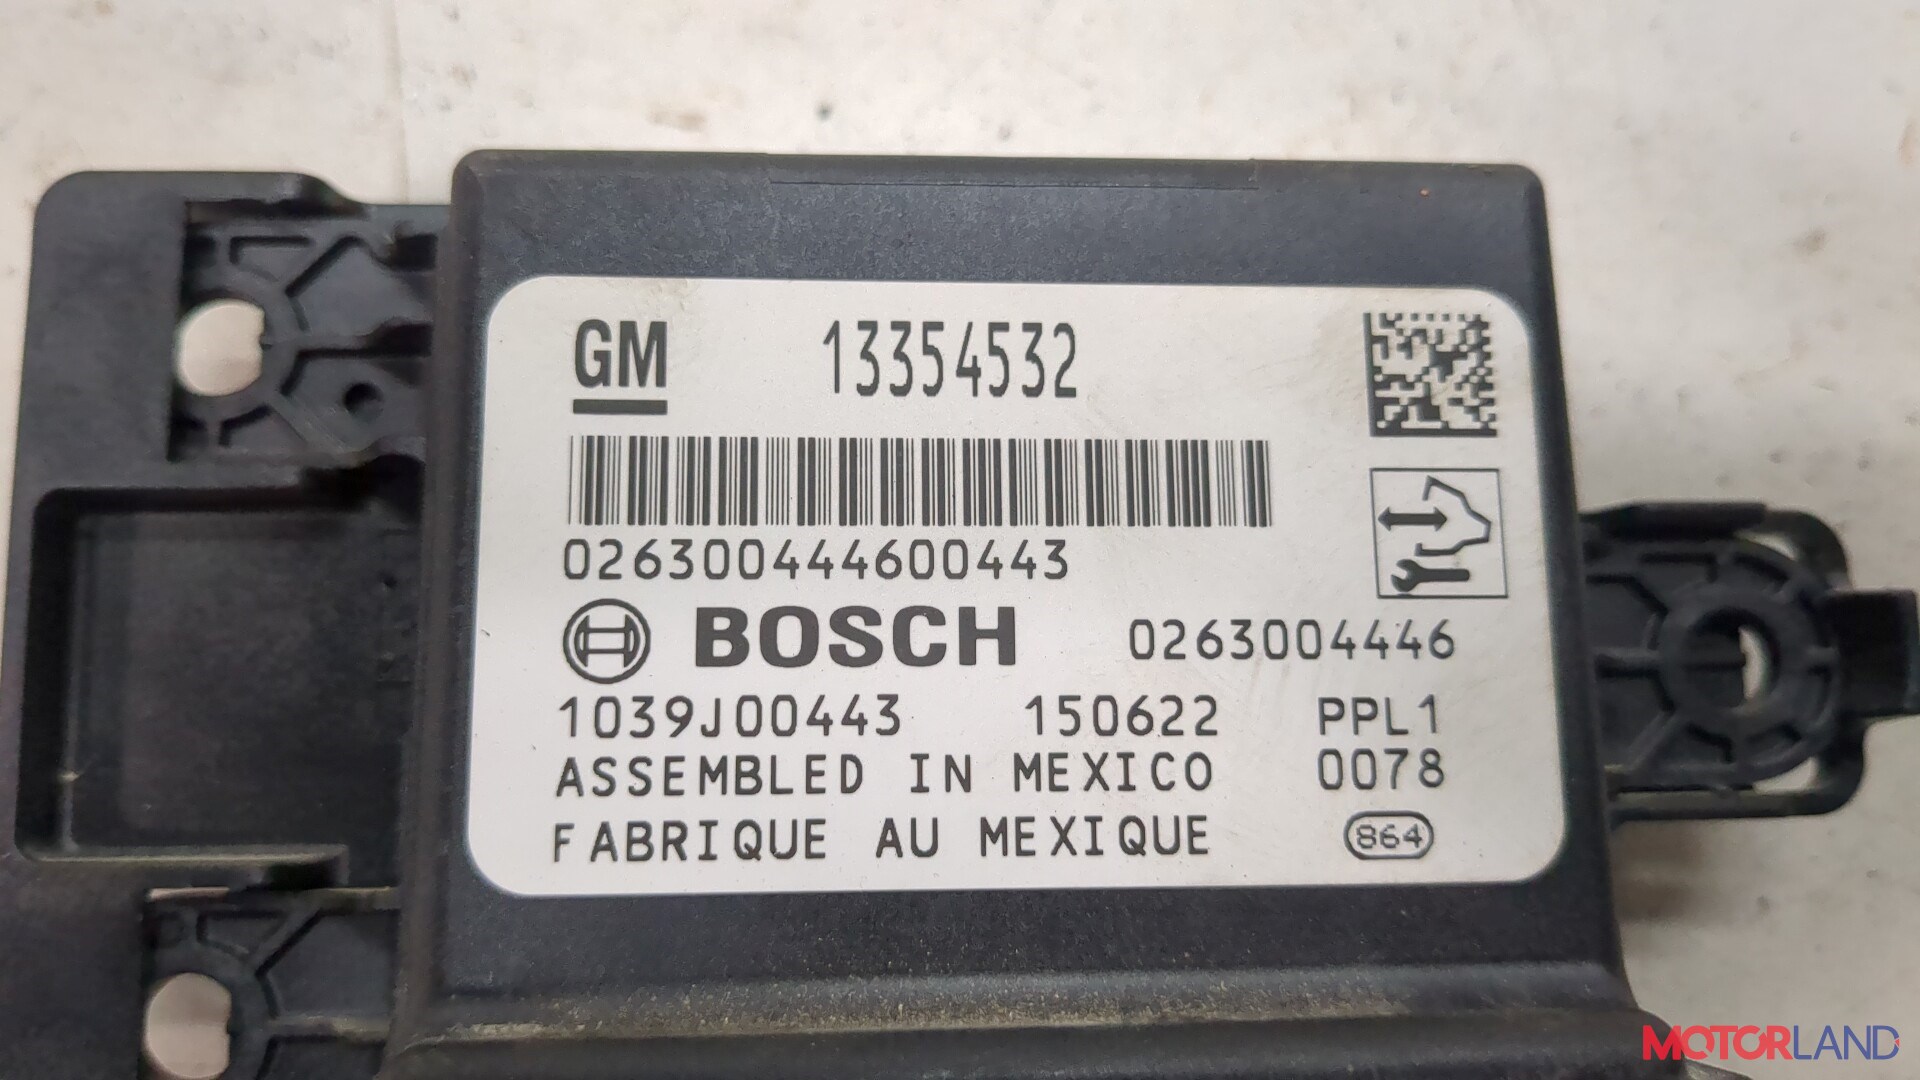 GM 13354532
026300444600443
BOSCH 0263004446
1039J00443 150622 PPL1
ASSEMBLED IN MEXICO 0078
FABRIQUE AU MEXIQUE 864
MOTORLAND